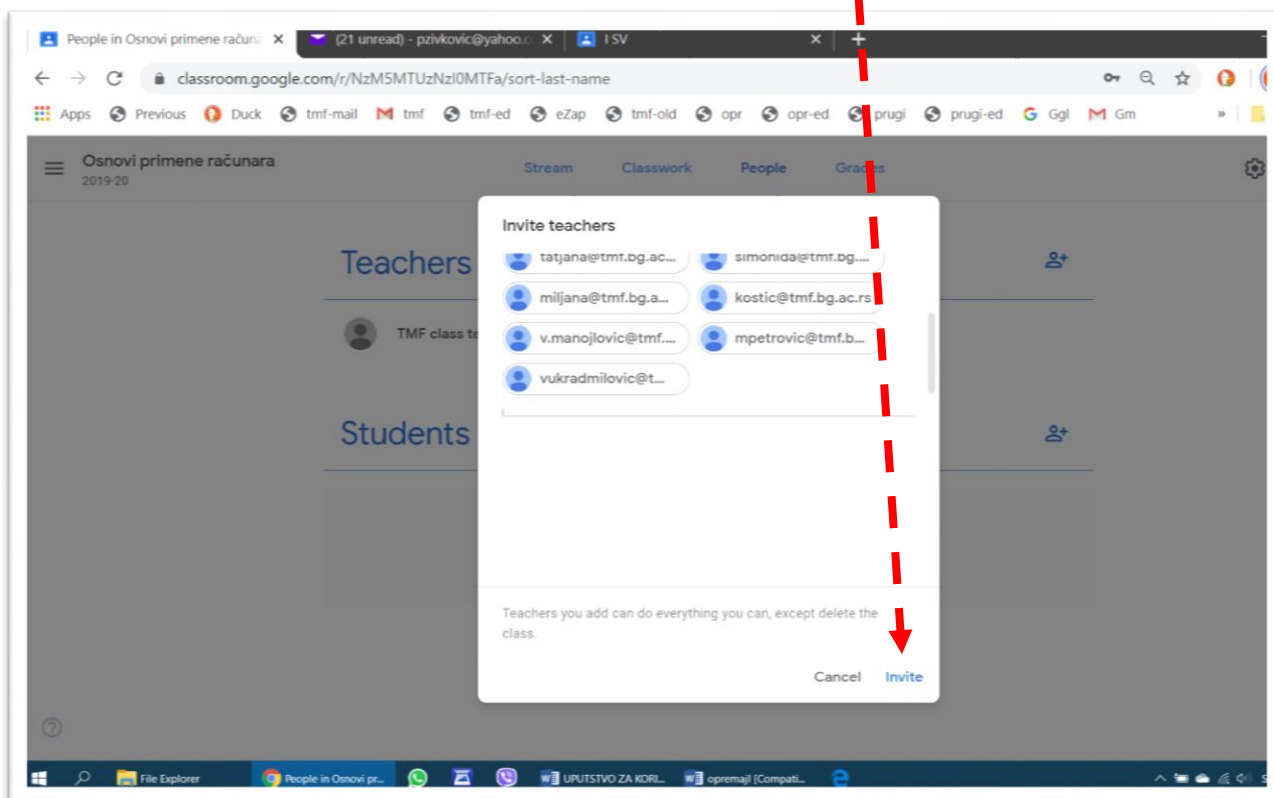 People in Osnovi primene računa
(21 unread) - pzivkovic@yahoo.c
I SV
classroom.google.com/r/NzM5MTUzNzI0MTFa/sort-last-name
Apps Previous Duck tmf-mail tmf tmf-ed eZap tmf-old opr opr-ed prugi prugi-ed Ggl Gm »
Osnovi primene računara
2019-20
Stream Classwork People Grades
Invite teachers
Teachers
tatjana@tmf.bg.ac... simonida@tmf.bg....
miljana@tmf.bg.a... kostic@tmf.bg.ac.rs
TMF class te
v.manojlovic@tmf.... mpetrovic@tmf.b...
vukradmilovic@t...
Students
Teachers you add can do everything you can, except delete the
class.
Cancel Invite
File Explorer People in Osnovi pr... UPUTSTVO ZA KORI... opremajl [Compati...